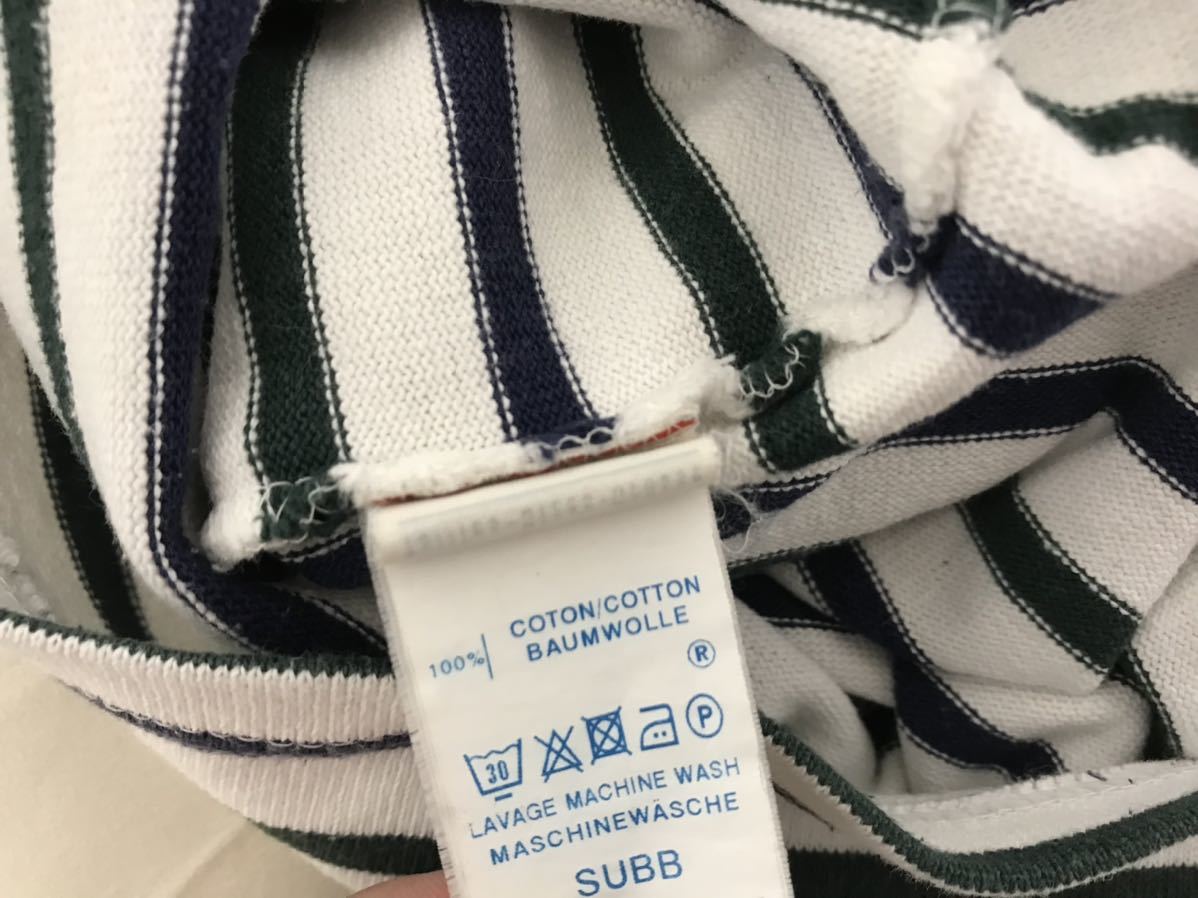 COTON/COTTON
100% BAUMWOLLE
®
30 P
LAVAGE MACHINE WASH
MASCHINEWÄSCHE
SUBB